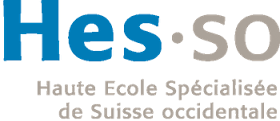 Hes·so
Haute Ecole Spécialisée
de Suisse occidentale